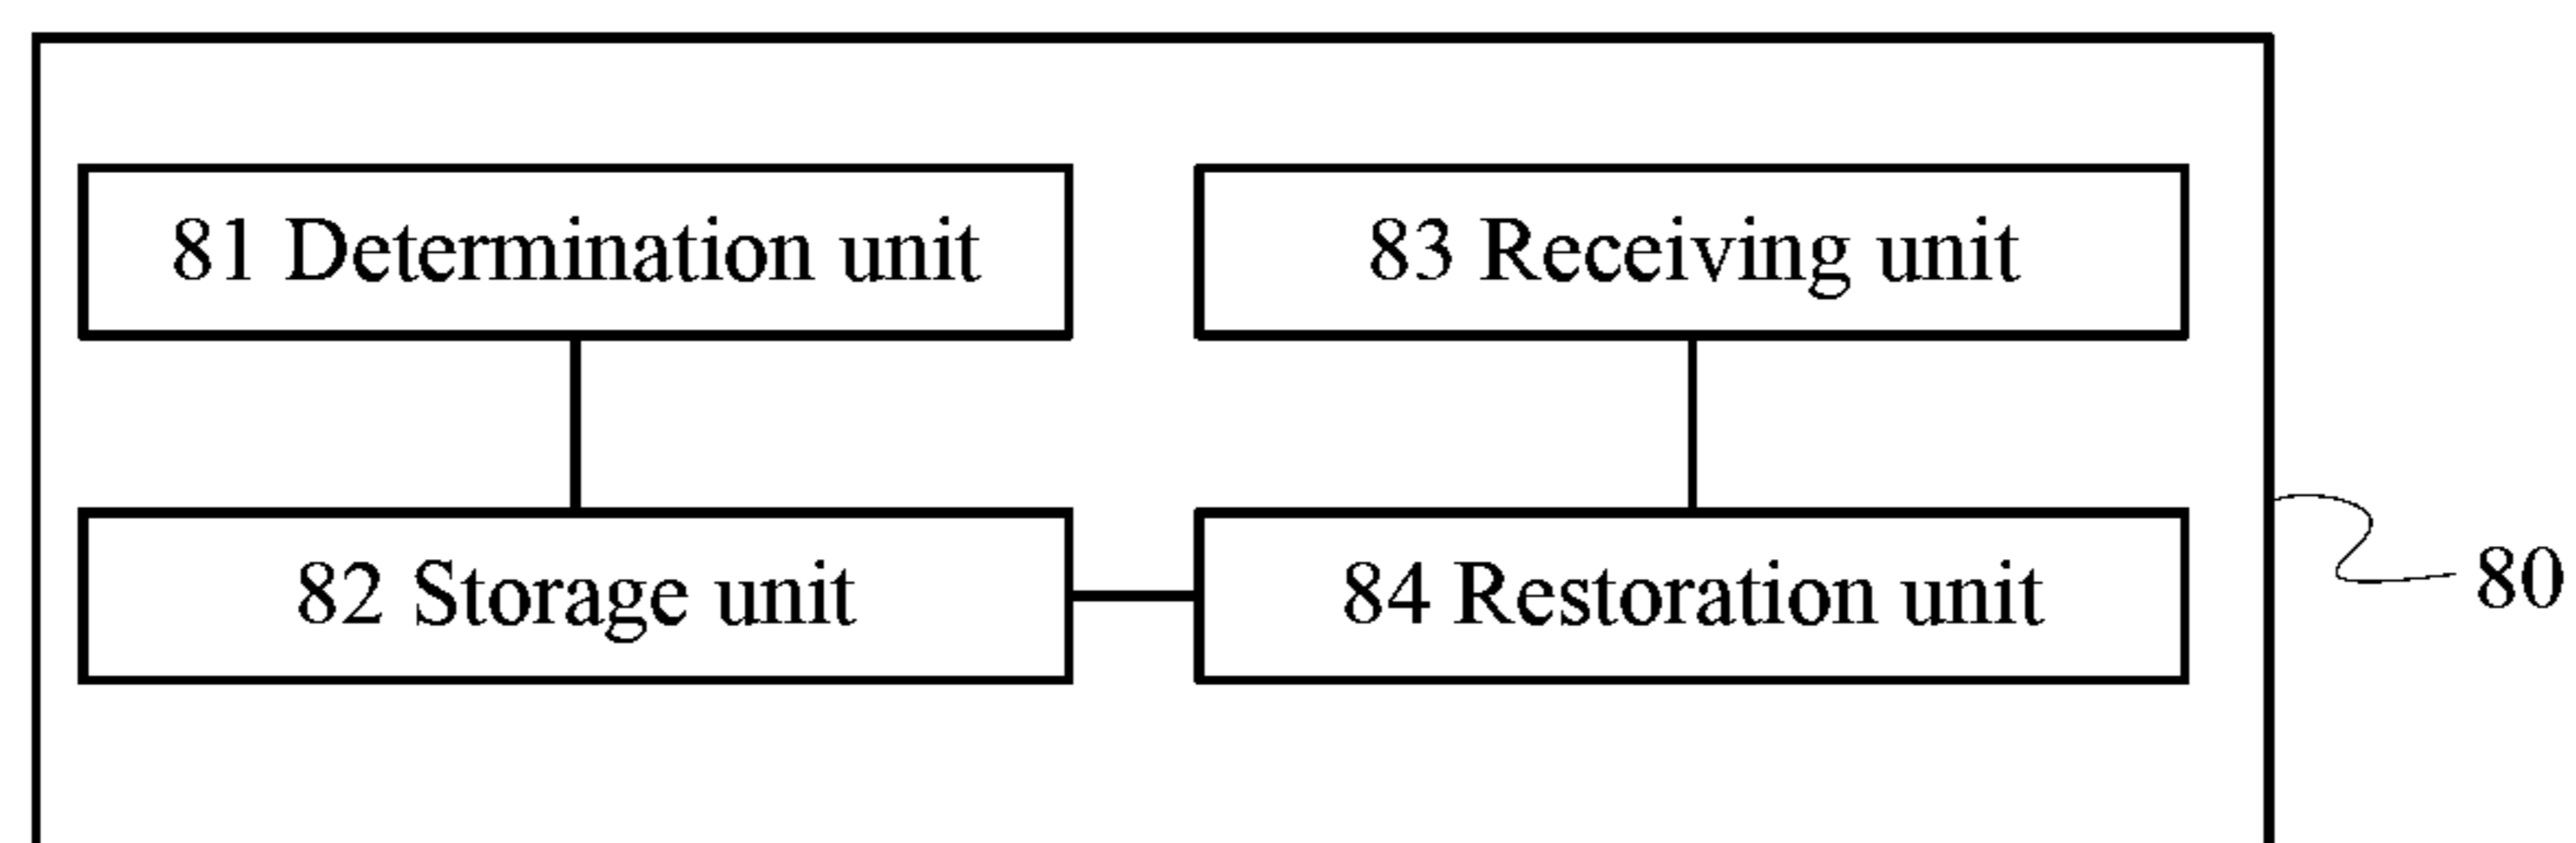 81 Determination unit
83 Receiving unit
82 Storage unit
84 Restoration unit
80